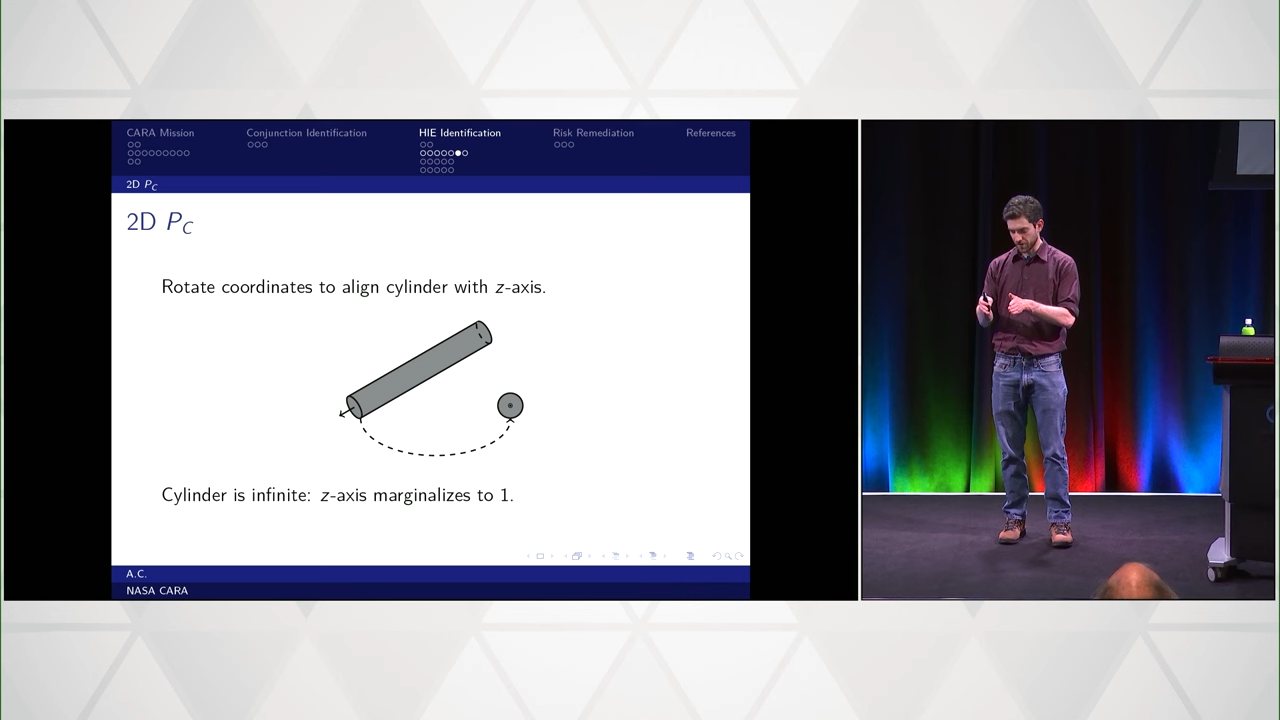 CARA Mission
Conjunction Identification
HIE Identification
Risk Remediation
References
2D P_C
2D P_C
Rotate coordinates to align cylinder with z-axis.
Cylinder is infinite: z-axis marginalizes to 1.
A.C.
NASA CARA